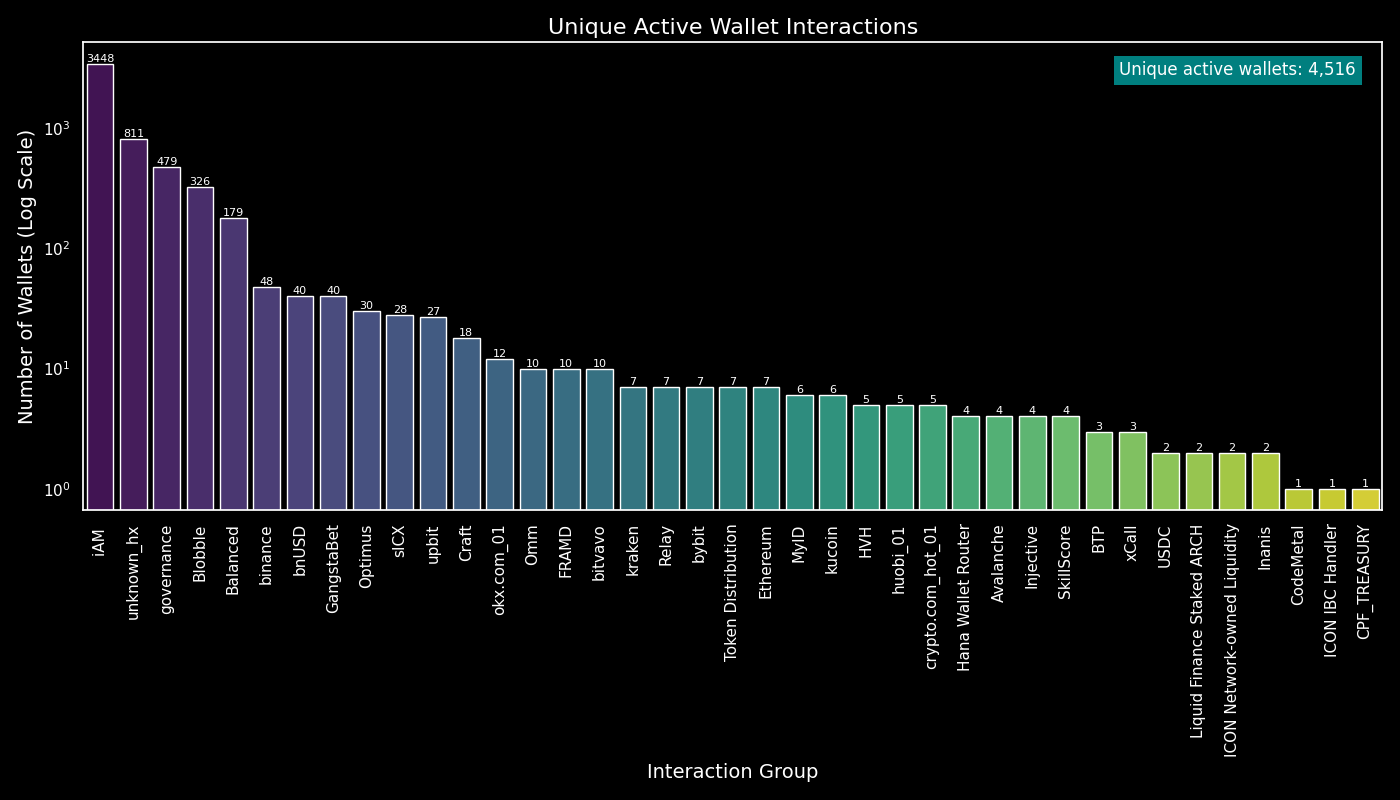 Unique Active Wallet Interactions
Unique active wallets: 4,516
Number of Wallets (Log Scale)
10³
10²
10¹
10⁰
3448
811
479
326
179
48
40
40
30
28
27
18
12
10
10
10
7
7
7
7
7
6
6
5
5
5
4
4
4
4
3
3
2
2
2
2
1
1
1
iAM
unknown_hx
governance
Blobble
Balanced
binance
bnUSD
GangstaBet
Optimus
sICX
upbit
Craft
okx.com_01
Omm
FRAMD
bitvavo
kraken
Relay
bybit
Token Distribution
Ethereum
MyID
kucoin
HVH
huobi_01
crypto.com_hot_01
Hana Wallet Router
Avalanche
Injective
SkillScore
BTP
xCall
USDC
Liquid Finance Staked ARCH
ICON Network-owned Liquidity
Inanis
CodeMetal
ICON IBC Handler
CPF_TREASURY
Interaction Group